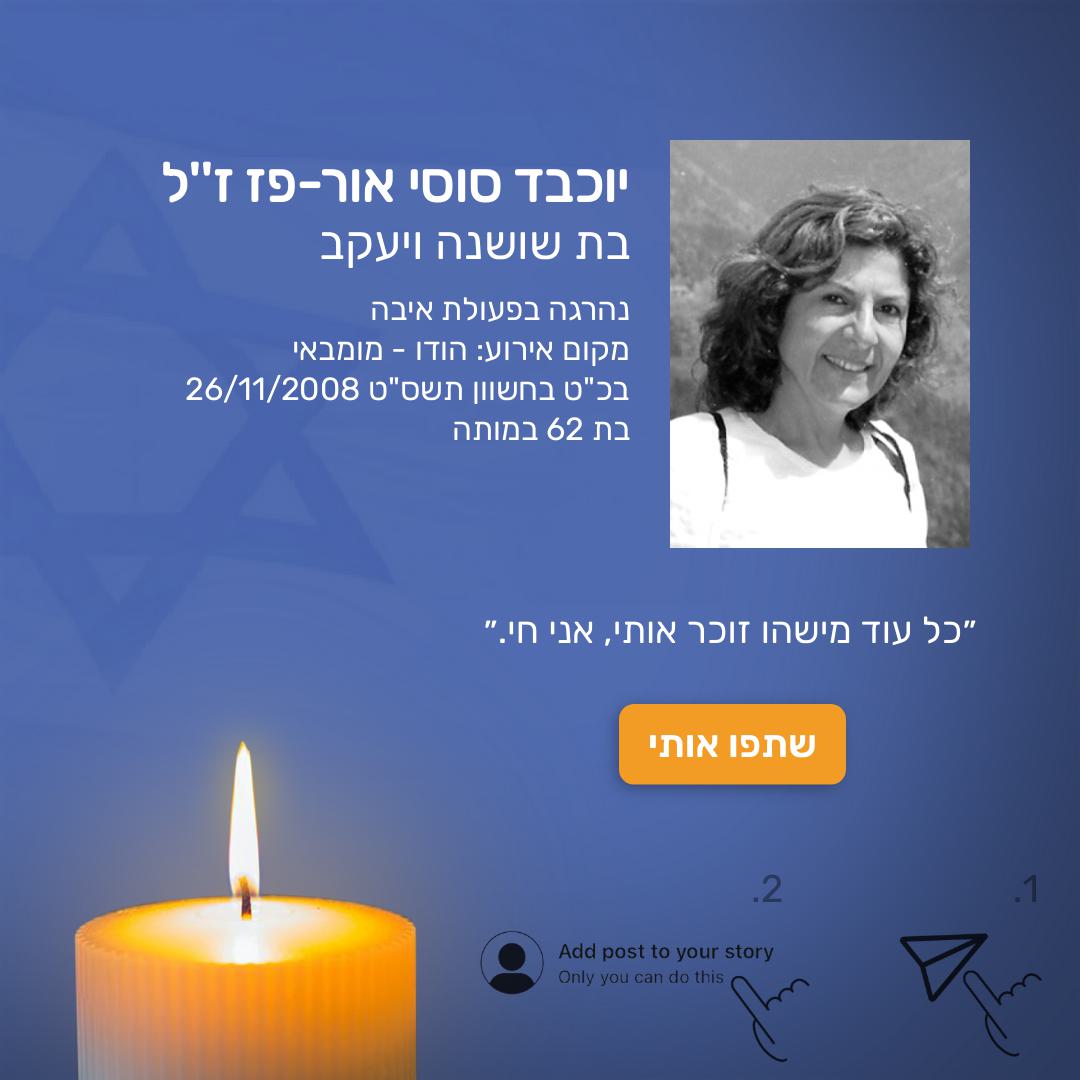 יוכבד סוסי אור-פז ז"ל
בת שושנה ויעקב
נהרגה בפעולת איבה
מקום אירוע: הודו - מומבאי
בכ"ט בחשוון תשס"ט 26/11/2008
בת 62 במותה
״כל עוד מישהו זוכר אותי, אני חי.״
שתפו אותי
1.
2.
Add post to your story
Only you can do this